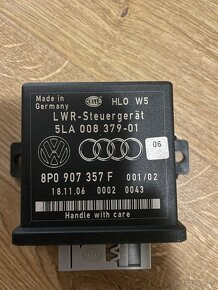 Made in
Germany
HELLA
HLO W5
LWR-Steuergerät
5LA 008 379-01
06
8P0 907 357 F
001/02
18.11.06 0002 0043
Handle with care